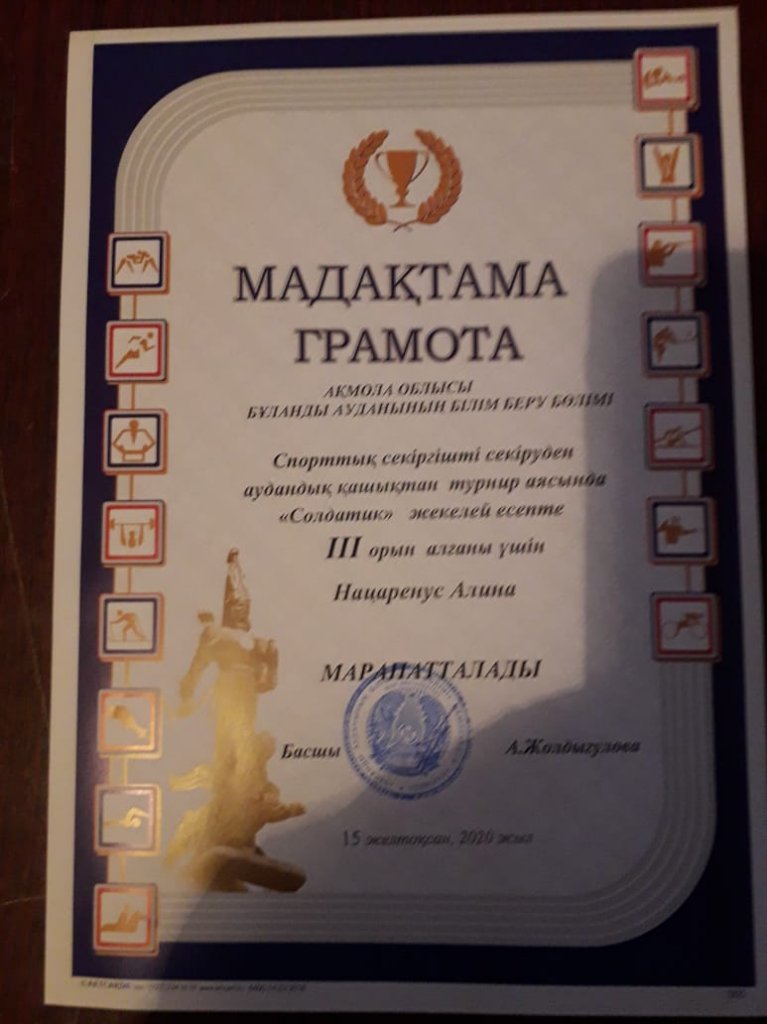 МАДАҚТАМА
ГРАМОТА
АҚМОЛА ОБЛЫСЫ
БҰЛАНДЫ АУДАНЫНЫҢ БІЛІМ БЕРУ БӨЛІМІ
Спорттық секіргішті секіруден
аудандық қашықтан турнир аясында
«Солдатик» жекелей есепте
III орын алғаны үшін
Нацаренус Алина
МАРАПАТТАЛАДЫ
Басшы А.Жолдыгулова
15 желтоқсан, 2020 жыл